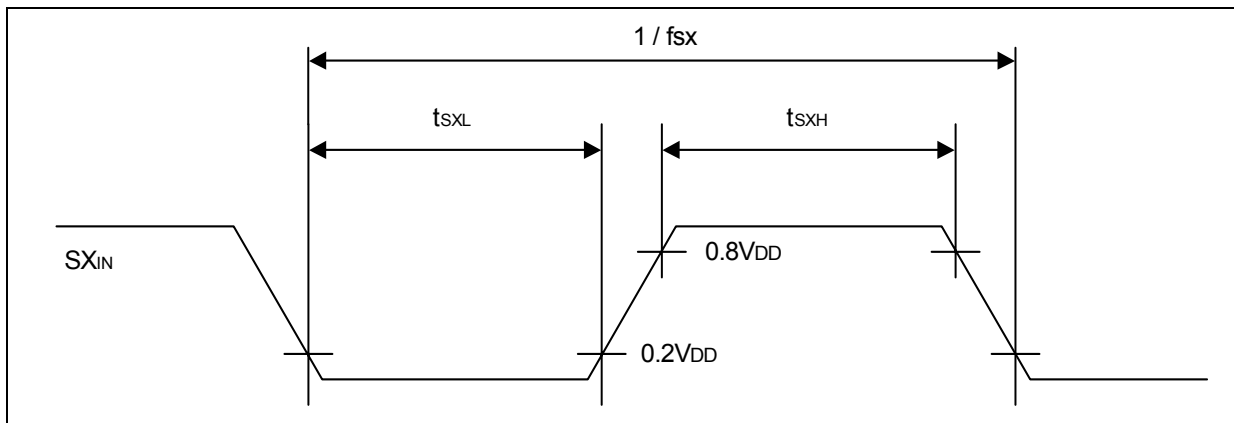 1 / fsx
tSXL
tSXH
SXIN
0.8VDD
0.2VDD